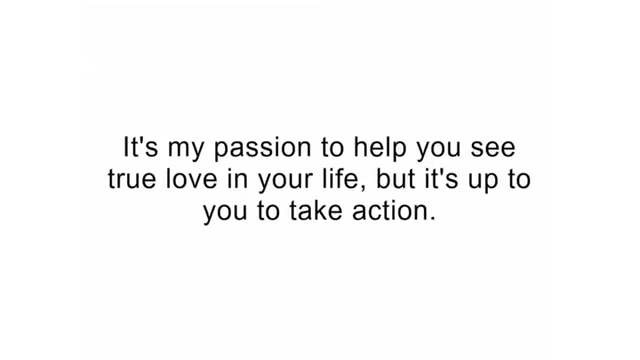 It's my passion to help you see
true love in your life, but it's up to
you to take action.